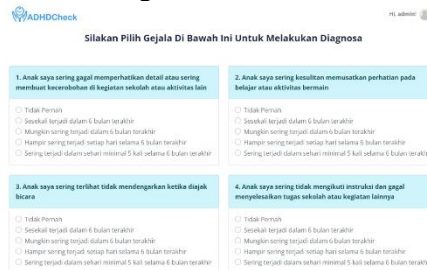 ADHDCheck
Hi, admin!
Silakan Pilih Gejala Di Bawah Ini Untuk Melakukan Diagnosa
1. Anak saya sering gagal memperhatikan detail atau sering
membuat kecerobohan di kegiatan sekolah atau aktivitas lain
Tidak Pernah
Sesekali terjadi dalam 6 bulan terakhir
Mungkin sering terjadi dalam 6 bulan terakhir
Hampir sering terjadi setiap hari selama 6 bulan terakhir
Sering terjadi dalam sehari minimal 5 kali selama 6 bulan terakhir
2. Anak saya sering kesulitan memusatkan perhatian pada
belajar atau aktivitas bermain
Tidak Pernah
Sesekali terjadi dalam 6 bulan terakhir
Mungkin sering terjadi dalam 6 bulan terakhir
Hampir sering terjadi setiap hari selama 6 bulan terakhir
Sering terjadi dalam sehari minimal 5 kali selama 6 bulan terakh
3. Anak saya sering terlihat tidak mendengarkan ketika diajak
bicara
Tidak Pernah
Sesekali terjadi dalam 6 bulan terakhir
Mungkin sering terjadi dalam 6 bulan terakhir
Hampir sering terjadi setiap hari selama 6 bulan terakhir
Sering terjadi dalam sehari minimal 5 kali selama 6 bulan terakhir
4. Anak saya sering tidak mengikuti instruksi dan gagal
menyelesaikan tugas sekolah atau kegiatan lainnya
Tidak Pernah
Sesekali terjadi dalam 6 bulan terakhir
Mungkin sering terjadi dalam 6 bulan terakhir
Hampir sering terjadi setiap hari selama 6 bulan terakhir
Sering terjadi dalam sehari minimal 5 kali selama 6 bulan terakh